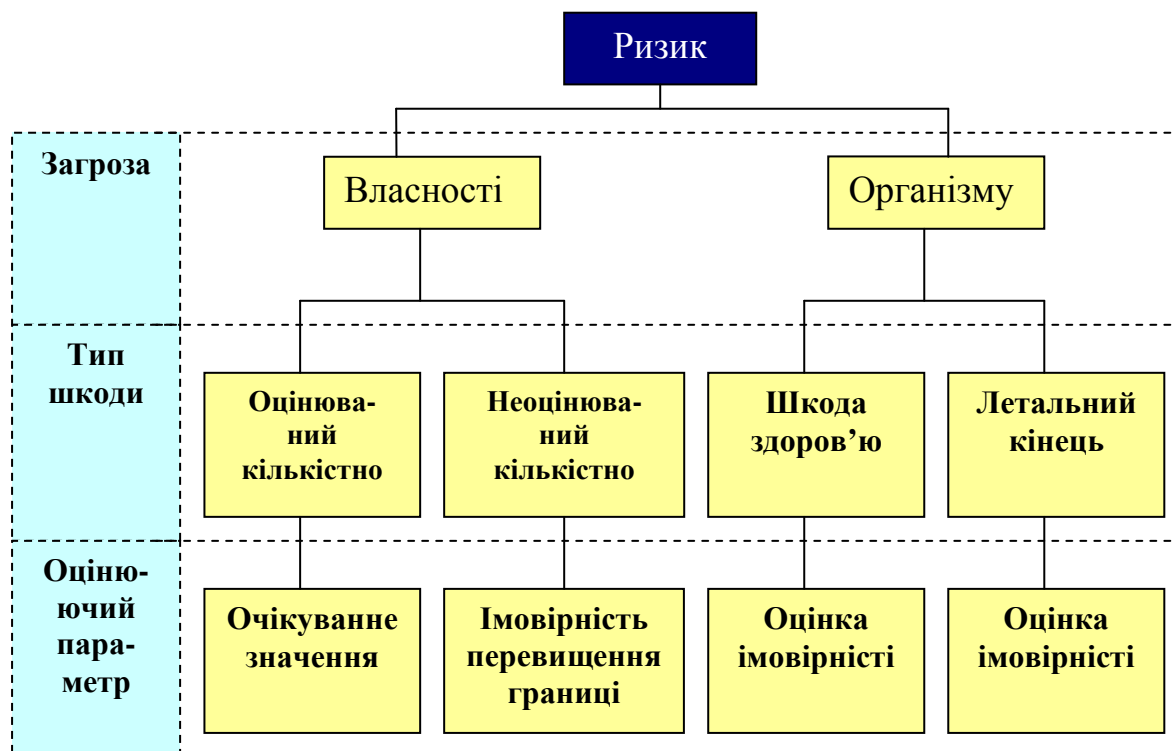 Ризик
Загроза
Власності
Організму
Тип
шкоди
Оцінюва-
ний
кількістно
Неоцінюва-
ний
кількістно
Шкода
здоров’ю
Летальний
кінець
Оціню-
ючий
пара-
метр
Очікуванне
значення
Імовірність
перевищення
границі
Оцінка
імовірністі
Оцінка
імовірністі